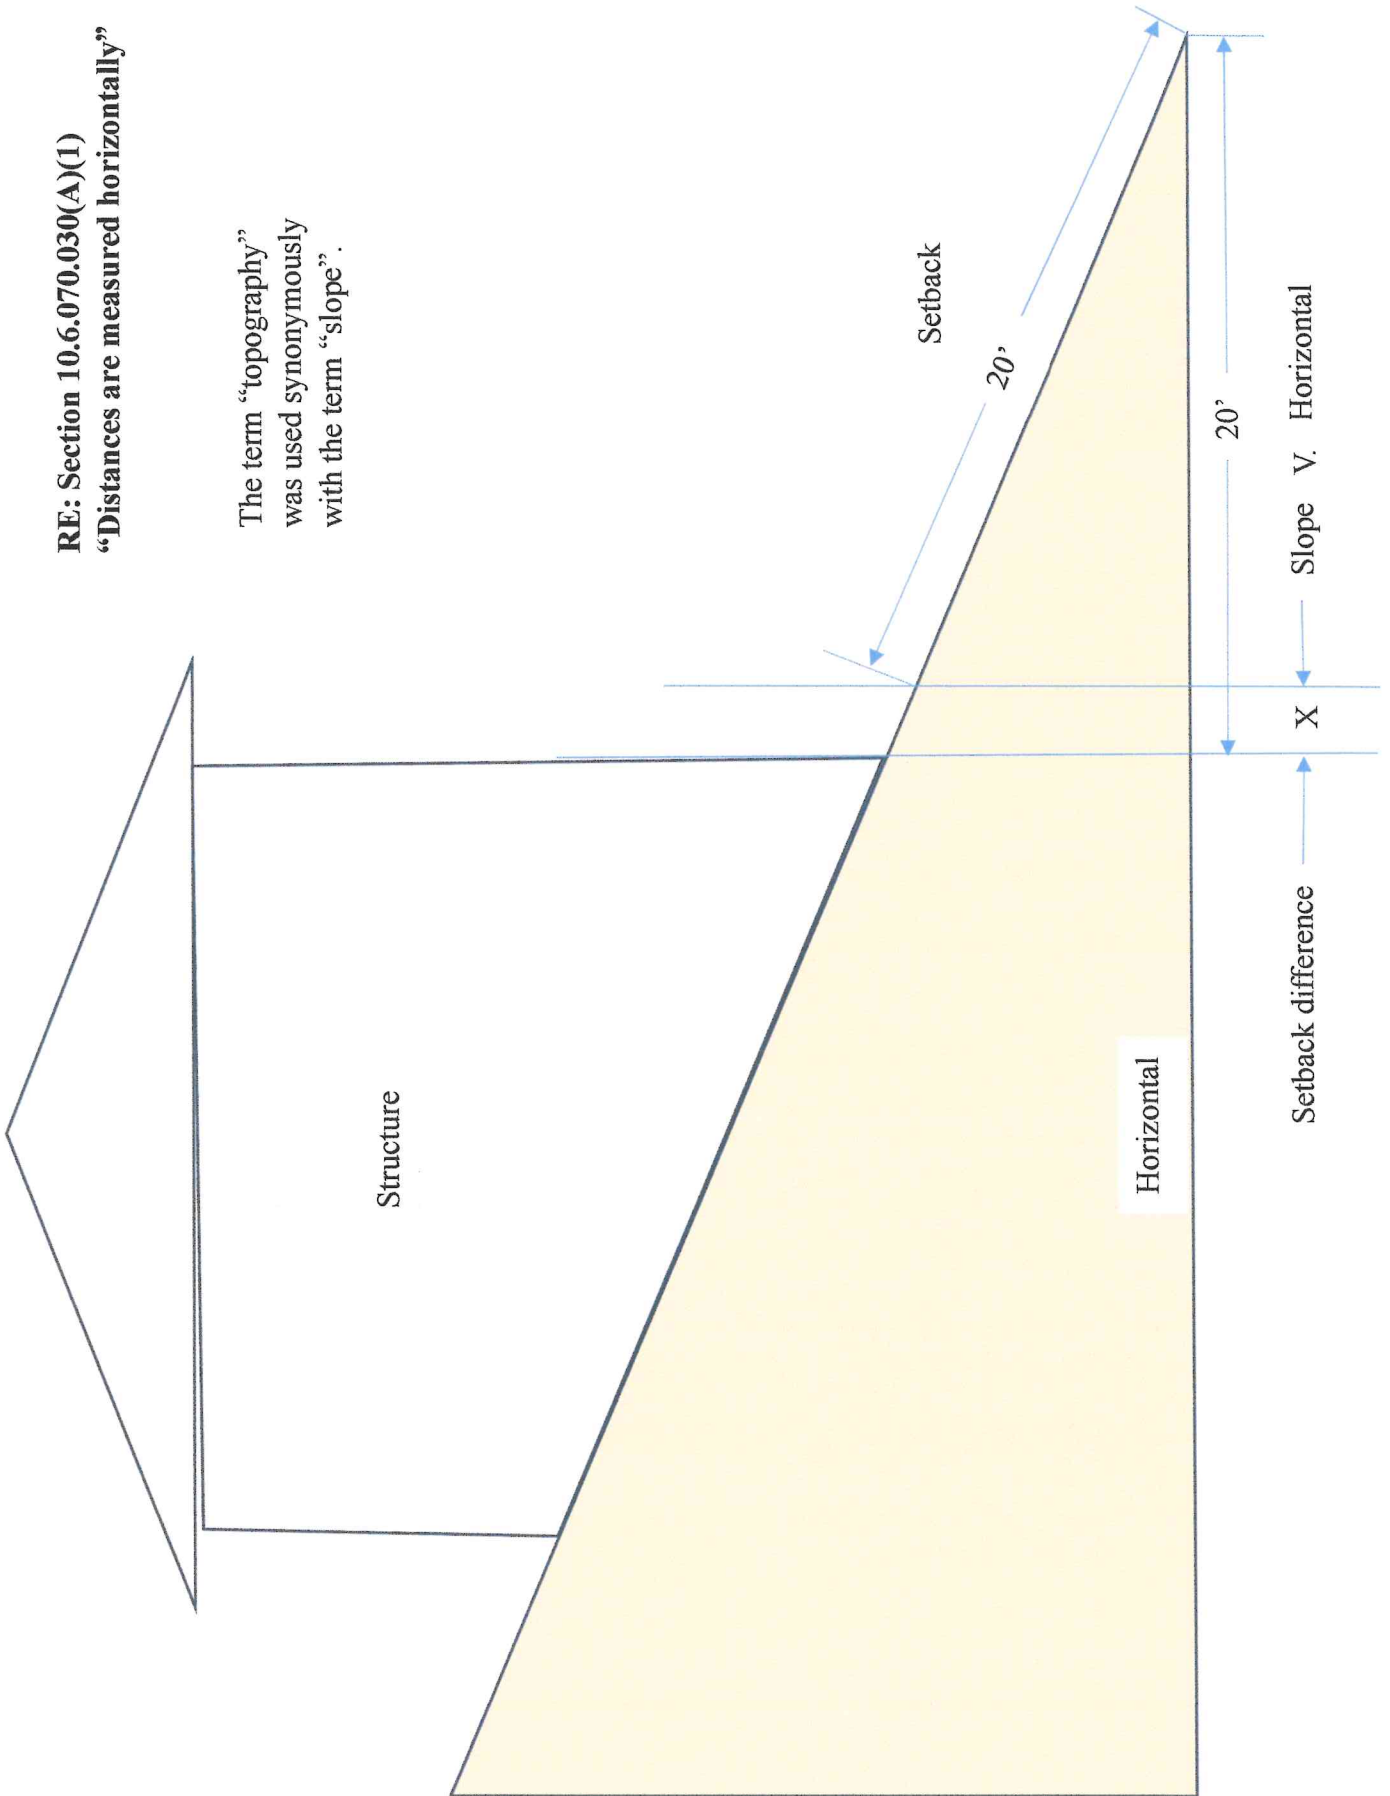 RE: Section 10.6.070.030(A)(1)
“Distances are measured horizontally”
The term “topography”
was used synonymously
with the term “slope”.
Structure
Setback
20’
Horizontal
20’
Setback difference
X
Slope V. Horizontal